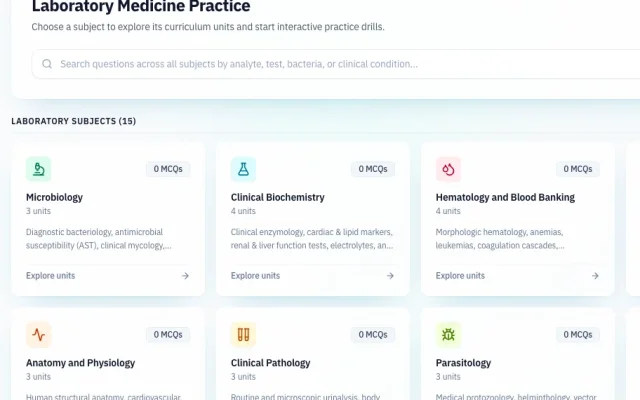 Laboratory Medicine Practice
Choose a subject to explore its curriculum units and start interactive practice drills.
Search questions across all subjects by analyte, test, bacteria, or clinical condition...
LABORATORY SUBJECTS (15)
0 MCQs
Microbiology
3 units
Diagnostic bacteriology, antimicrobial
susceptibility (AST), clinical mycology,...
Explore units
0 MCQs
Clinical Biochemistry
4 units
Clinical enzymology, cardiac & lipid markers,
renal & liver function tests, electrolytes, an...
Explore units
0 MCQs
Hematology and Blood Banking
4 units
Morphologic hematology, anemias,
leukemias, coagulation cascades,...
Explore units
0 MCQs
Anatomy and Physiology
3 units
Human structural anatomy, cardiovascular,
0 MCQs
Clinical Pathology
3 units
Routine and microscopic urinalysis, body
0 MCQs
Parasitology
3 units
Medical protozoology, helminthology, vector